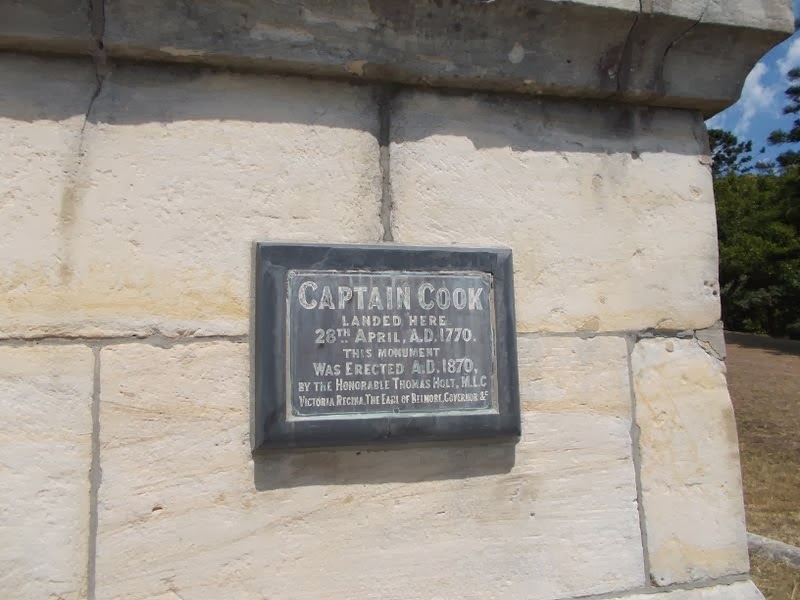 CAPTAIN COOK
LANDED HERE
28TH APRIL, A.D. 1770.
THIS MONUMENT
WAS ERECTED A.D. 1870,
BY THE HONORABLE THOMAS HOLT, M.L.C
VICTORIA REGINA, THE EARL OF BELMORE, GOVERNOR &C